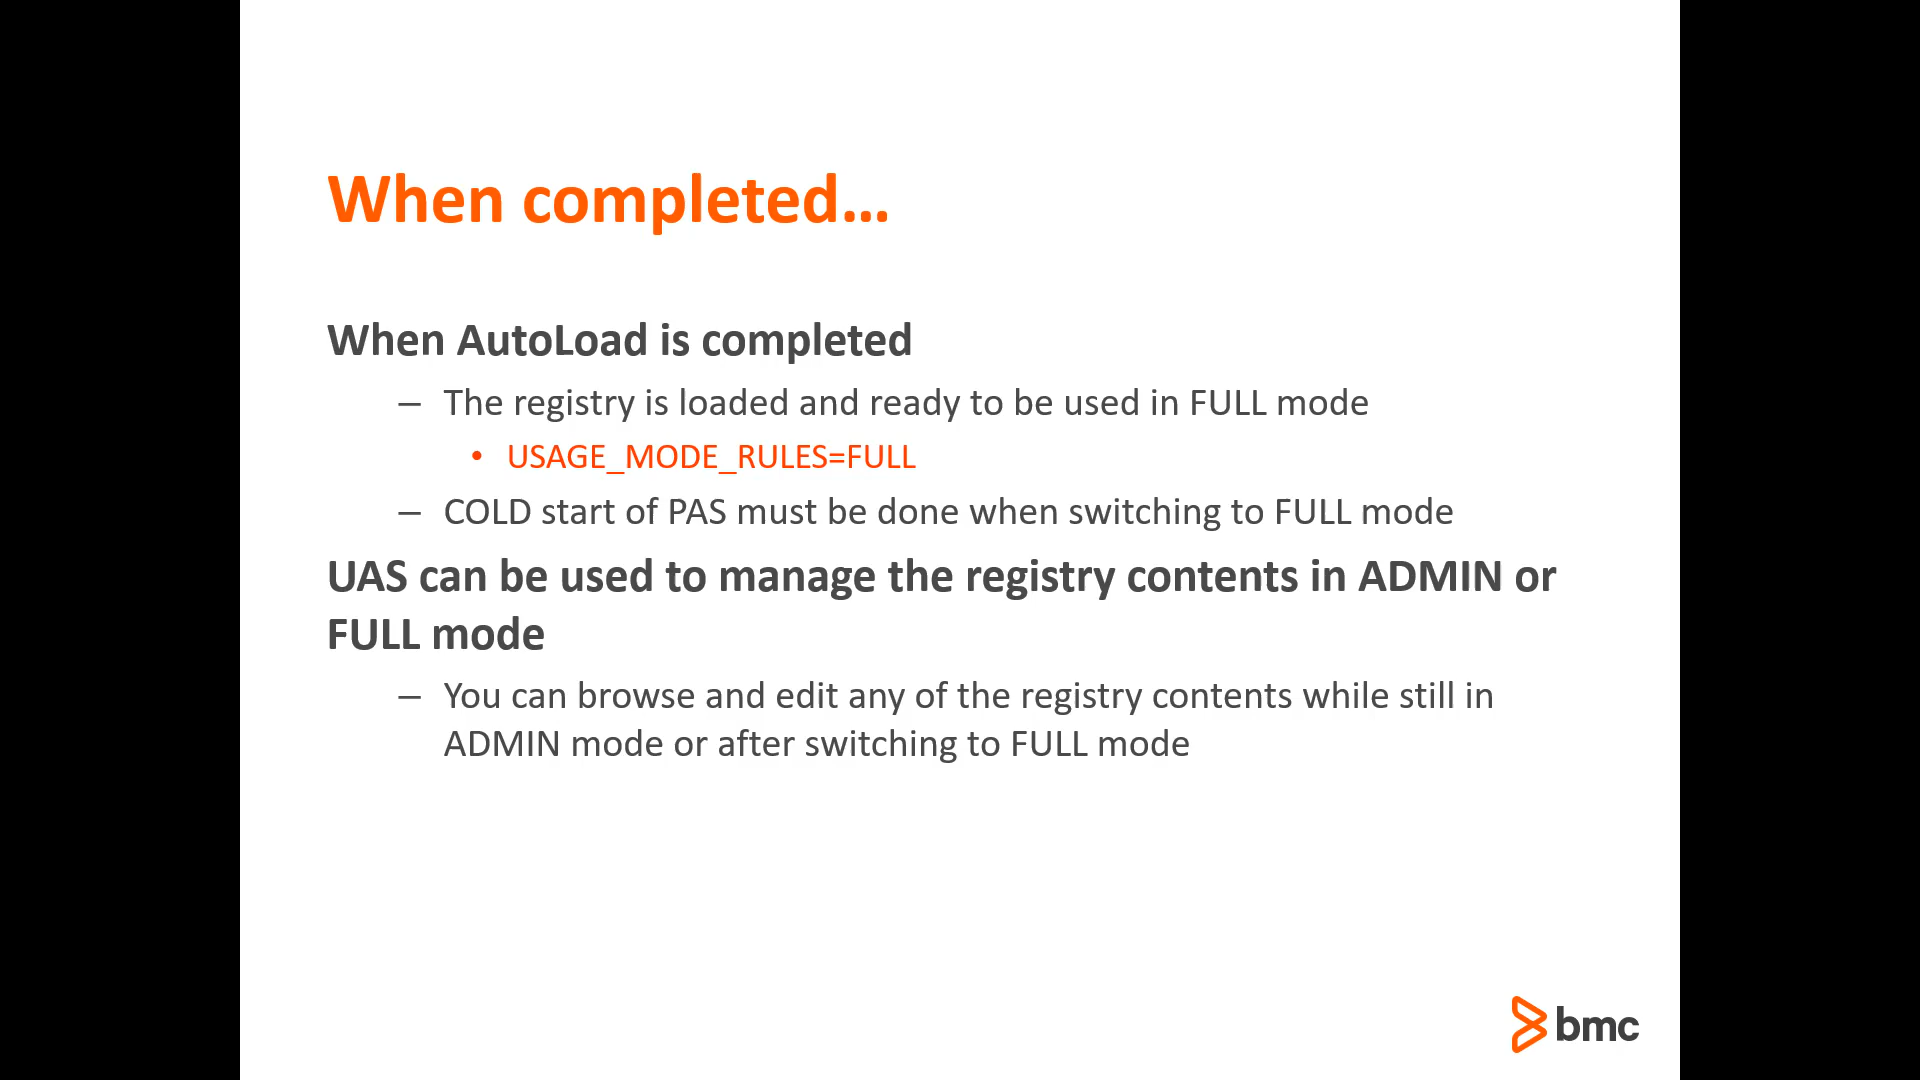 When completed…
When AutoLoad is completed
– The registry is loaded and ready to be used in FULL mode
• USAGE_MODE_RULES=FULL
– COLD start of PAS must be done when switching to FULL mode
UAS can be used to manage the registry contents in ADMIN or
FULL mode
– You can browse and edit any of the registry contents while still in
ADMIN mode or after switching to FULL mode
bmc